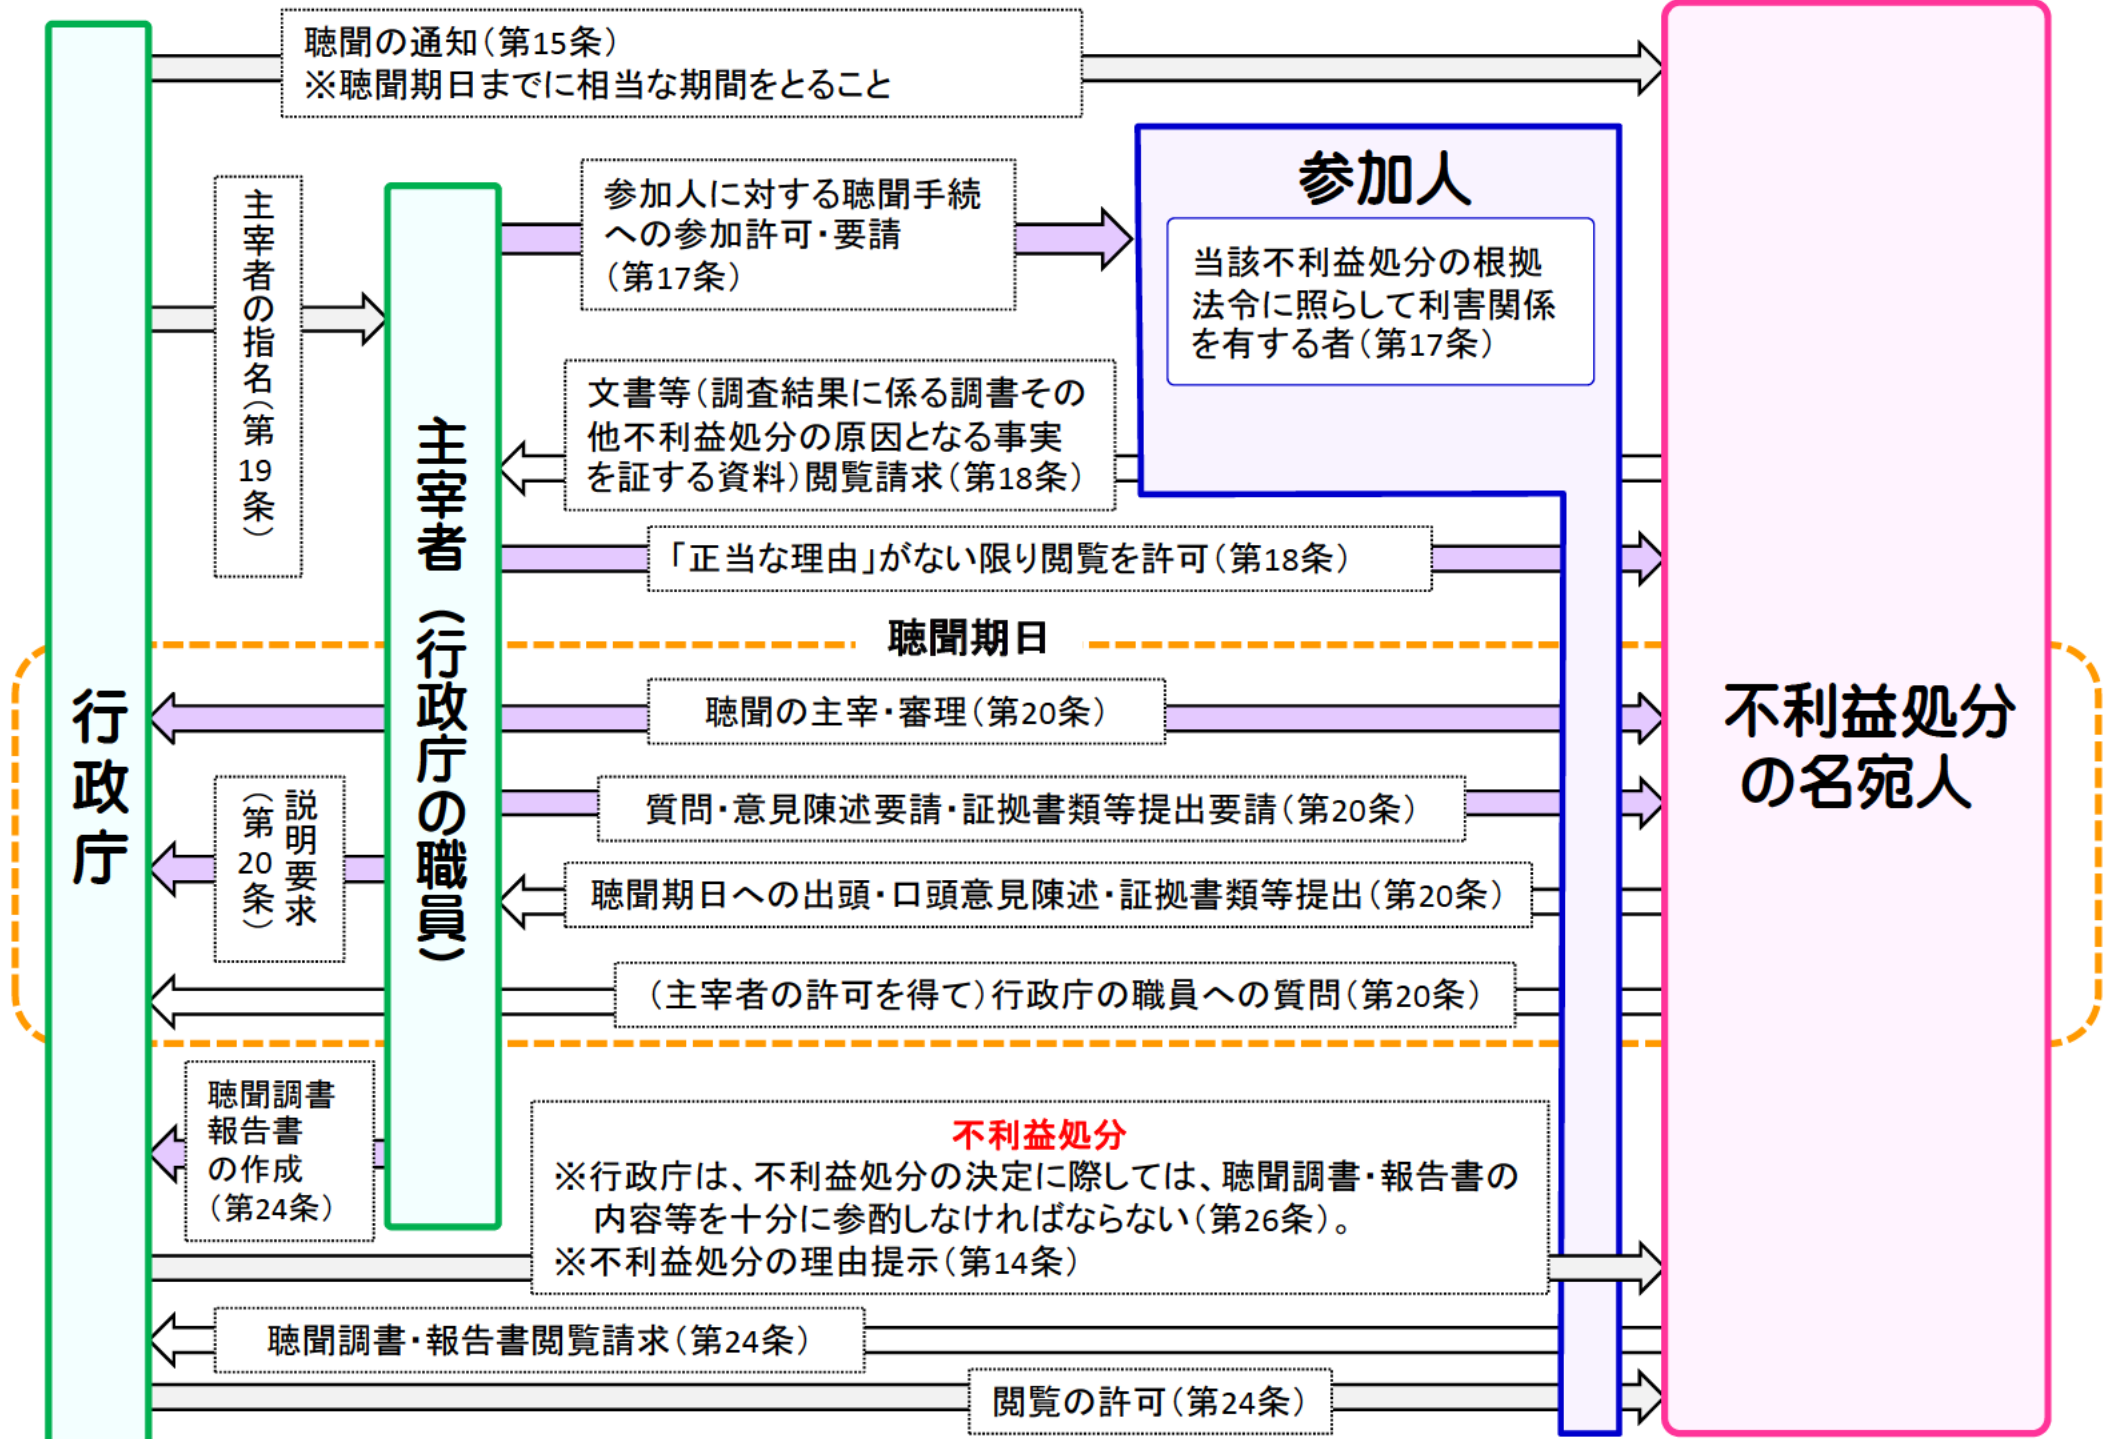 聴聞の通知（第15条）
※聴聞期日までに相当な期間をとること
参加人
当該不利益処分の根拠
法令に照らして利害関係
を有する者（第17条）
主宰者の指名（第19条）
参加人に対する聴聞手続
への参加許可・要請
（第17条）
文書等（調査結果に係る調書その
他不利益処分の原因となる事実
を証する資料）閲覧請求（第18条）
「正当な理由」がない限り閲覧を許可（第18条）
行政庁
主宰者（行政庁の職員）
不利益処分
の名宛人
聴聞期日
聴聞の主宰・審理（第20条）
質問・意見陳述要請・証拠書類等提出要請（第20条）
説明要求
（第20条）
聴聞期日への出頭・口頭意見陳述・証拠書類等提出（第20条）
（主宰者の許可を得て）行政庁の職員への質問（第20条）
聴聞調書
報告書
の作成
（第24条）
不利益処分
※行政庁は、不利益処分の決定に際しては、聴聞調書・報告書の
内容等を十分に参酌しなければならない（第26条）。
※不利益処分の理由提示（第14条）
聴聞調書・報告書閲覧請求（第24条）
閲覧の許可（第24条）